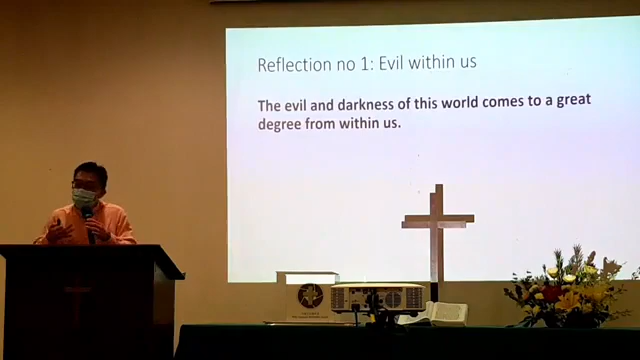 Reflection no 1: Evil within us
The evil and darkness of this world comes to a great
degree from within us.